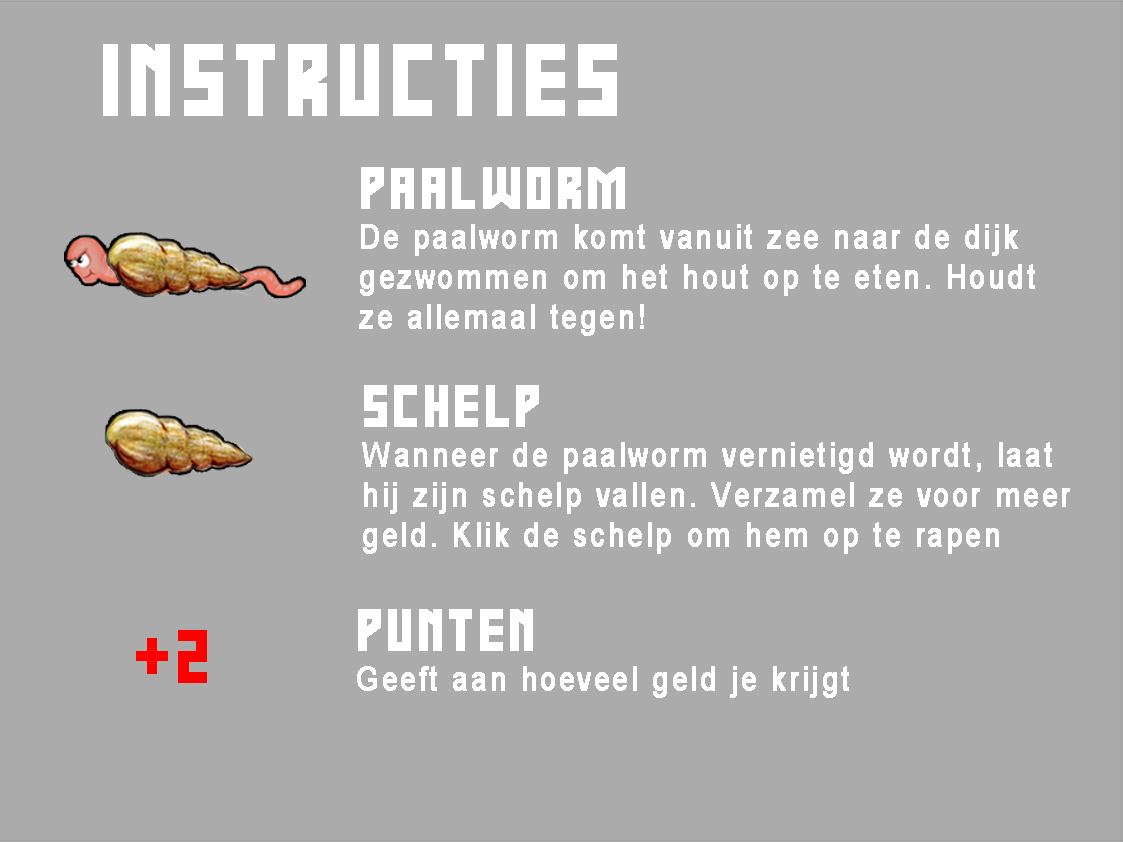 INSTRUCTIES
PAALWORM
De paalworm komt vanuit zee naar de dijk
gezwommen om het hout op te eten. Houdt
ze allemaal tegen!
SCHELP
Wanneer de paalworm vernietigd wordt, laat
hij zijn schelp vallen. Verzamel ze voor meer
geld. Klik de schelp om hem op te rapen
+2
PUNTEN
Geeft aan hoeveel geld je krijgt